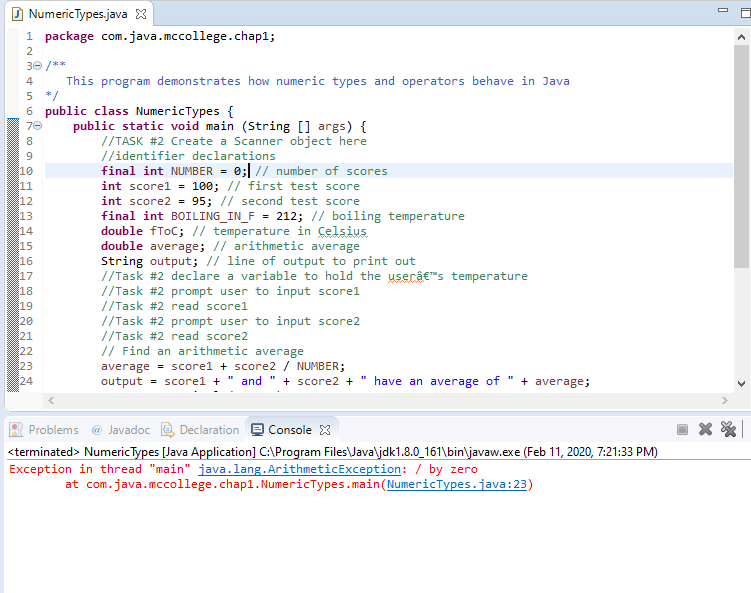 NumericTypes.java
1 package com.java.mccollege.chap1;
2
3 /**
4 This program demonstrates how numeric types and operators behave in Java
5 */
6 public class NumericTypes {
7 public static void main (String [] args) {
8 //TASK #2 Create a Scanner object here
9 //identifier declarations
10 final int NUMBER = 0; // number of scores
11 int score1 = 100; // first test score
12 int score2 = 95; // second test score
13 final int BOILING_IN_F = 212; // boiling temperature
14 double fToC; // temperature in Celsius
15 double average; // arithmetic average
16 String output; // line of output to print out
17 //Task #2 declare a variable to hold the userâ€™s temperature
18 //Task #2 prompt user to input score1
19 //Task #2 read score1
20 //Task #2 prompt user to input score2
21 //Task #2 read score2
22 // Find an arithmetic average
23 average = score1 + score2 / NUMBER;
24 output = score1 + " and " + score2 + " have an average of " + average;
Problems @ Javadoc Declaration Console
<terminated> NumericTypes [Java Application] C:\Program Files\Java\jdk1.8.0_161\bin\javaw.exe (Feb 11, 2020, 7:21:33 PM)
Exception in thread "main" java.lang.ArithmeticException: / by zero
at com.java.mccollege.chap1.NumericTypes.main(NumericTypes.java:23)